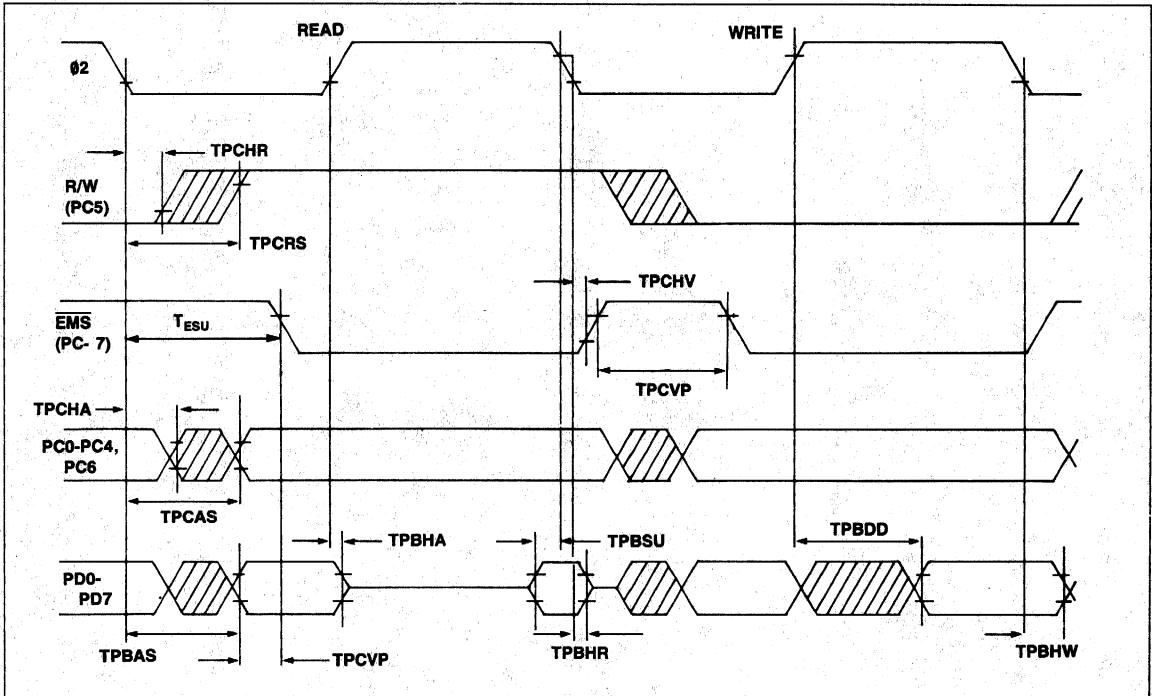 READ
WRITE
Ø2
TPCHR
R/W
(PC5)
TPCRS
TPCHV
EMS
(PC- 7)
TESU
TPCVP
TPCHA
PC0-PC4,
PC6
TPCAS
TPBHA
TPBSU
TPBDD
PD0-
PD7
TPBAS
TPCVP
TPBHR
TPBHW